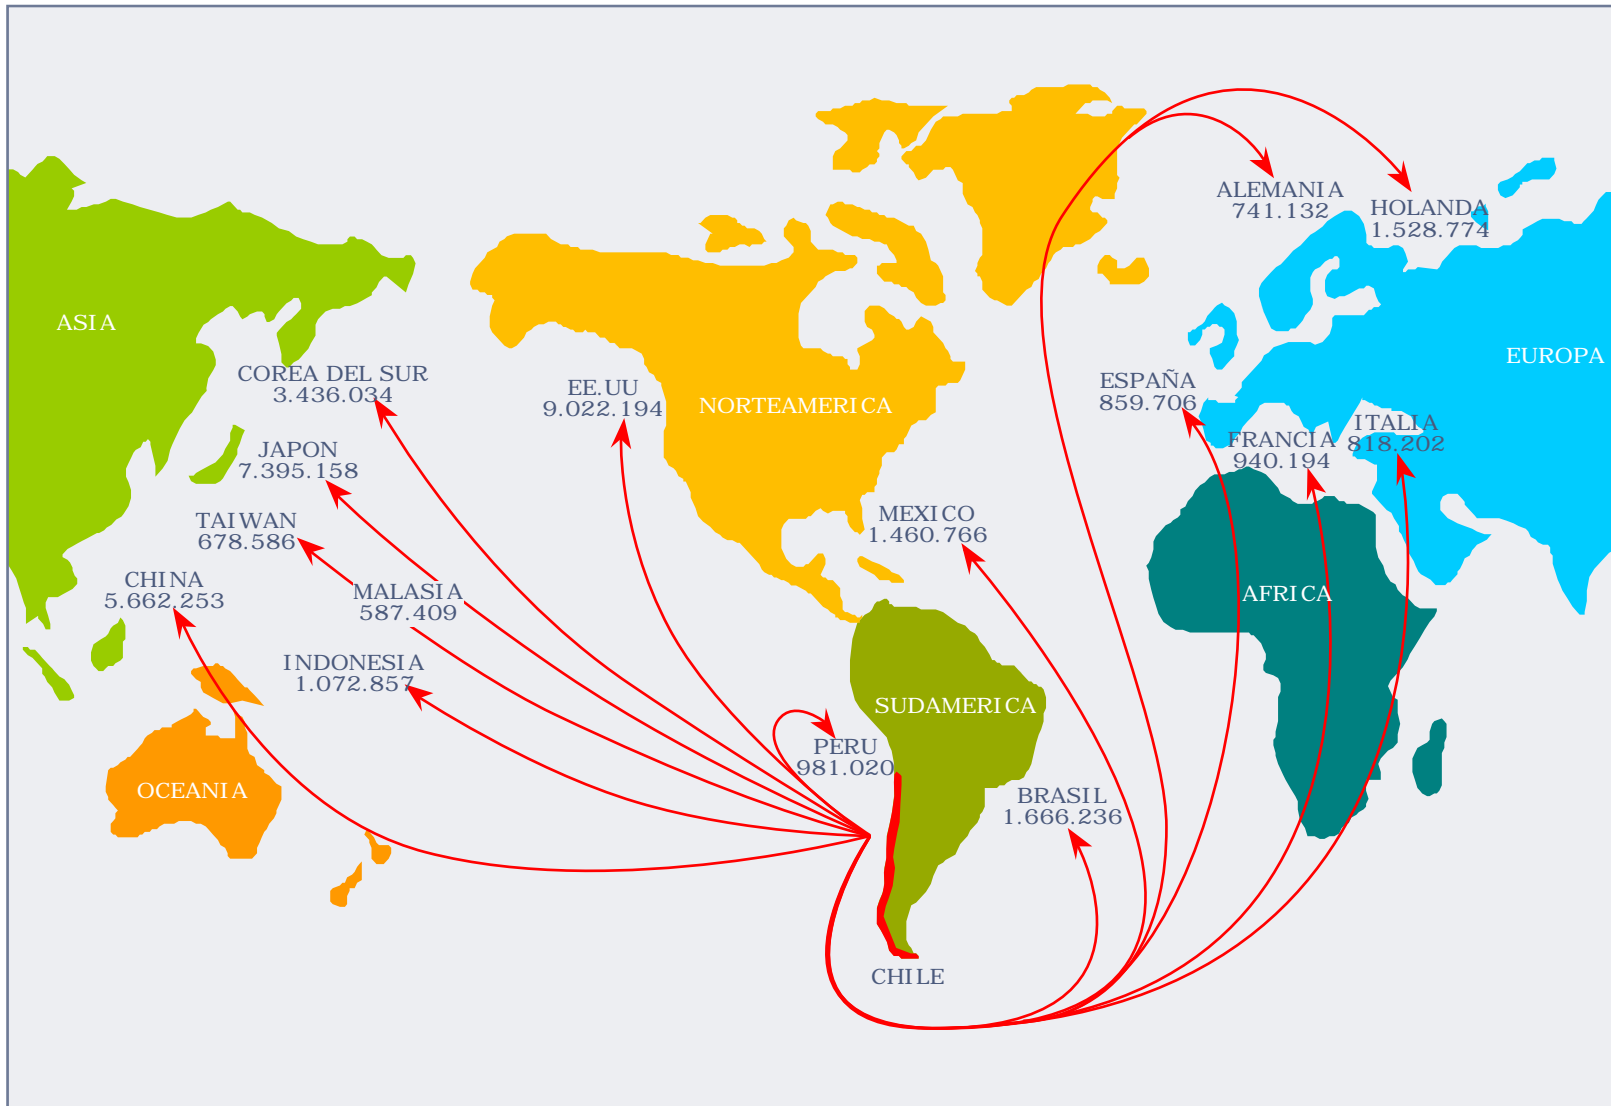 ALEMANIA
741.132
HOLANDA
1.528.774
ASIA
EUROPA
COREA DEL SUR
3.436.034
EE.UU
9.022.194
NORTEAMERICA
ESPAÑA
859.706
ITALIA
818.202
FRANCIA
940.194
JAPON
7.395.158
TAIWAN
678.586
MEXICO
1.460.766
CHINA
5.662.253
MALASIA
587.409
AFRICA
INDONESIA
1.072.857
SUDAMERICA
PERU
981.020
OCEANIA
BRASIL
1.666.236
CHILE